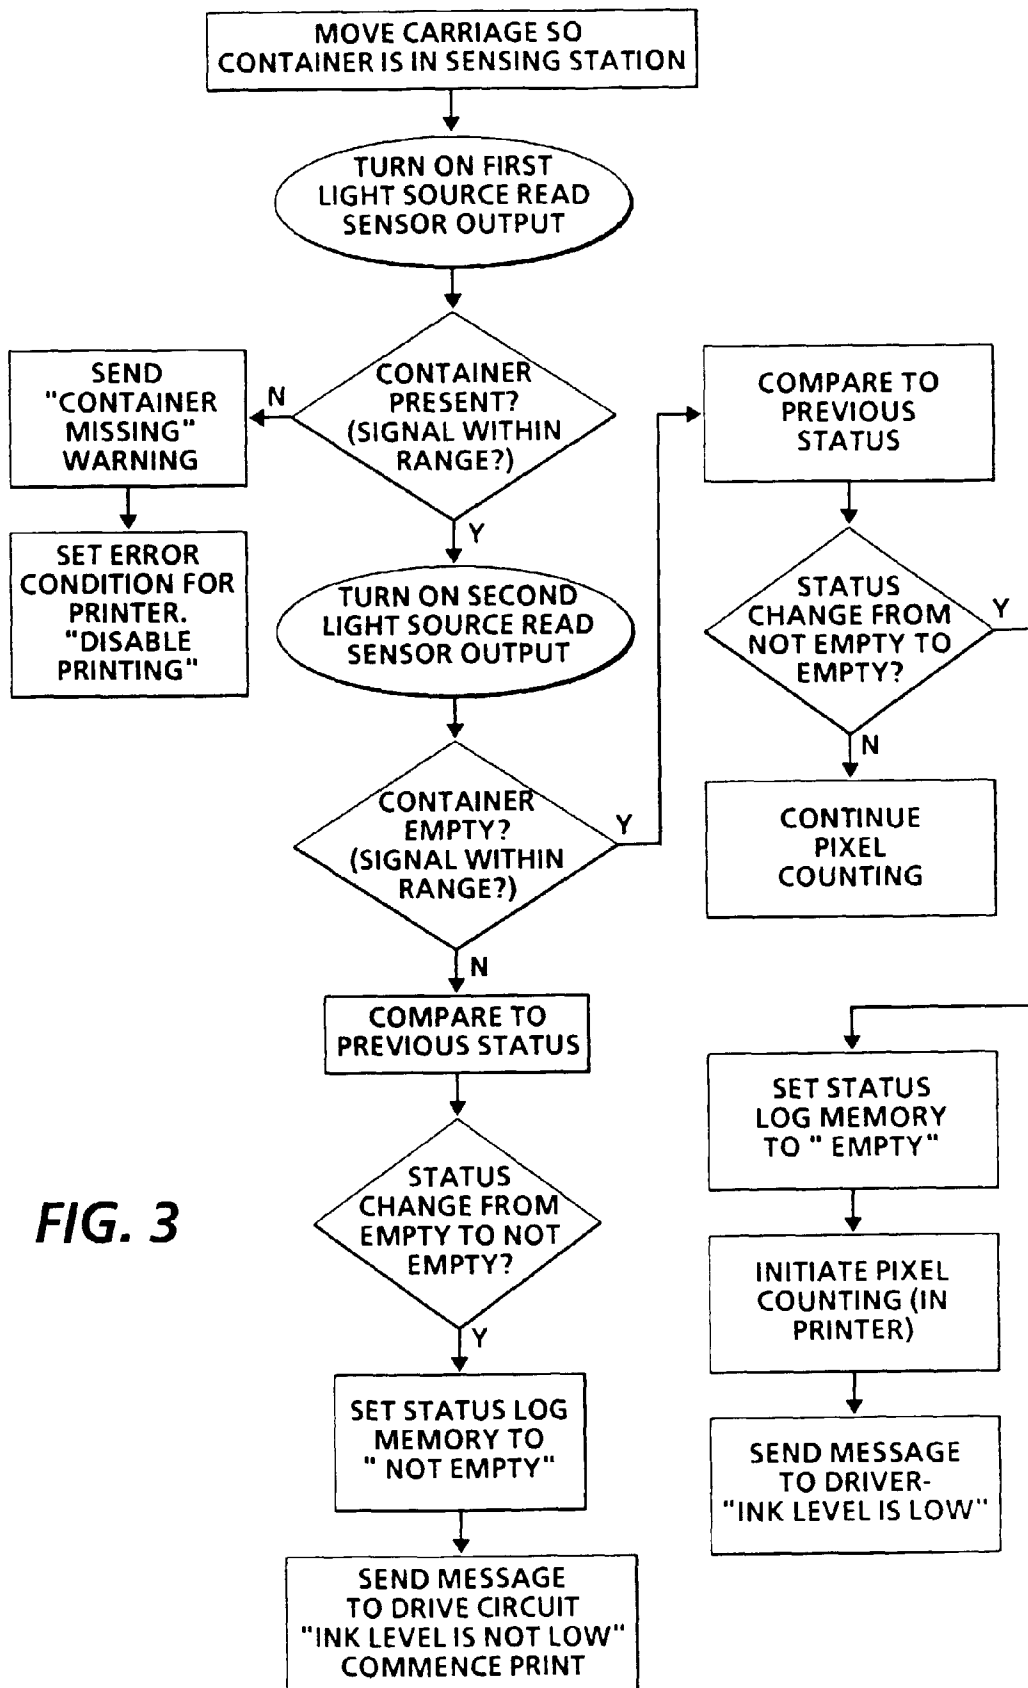 MOVE CARRIAGE SO
CONTAINER IS IN SENSING STATION
TURN ON FIRST
LIGHT SOURCE READ
SENSOR OUTPUT
CONTAINER
PRESENT?
(SIGNAL WITHIN
RANGE?)
N
Y
SEND
"CONTAINER
MISSING"
WARNING
SET ERROR
CONDITION FOR
PRINTER.
"DISABLE
PRINTING"
TURN ON SECOND
LIGHT SOURCE READ
SENSOR OUTPUT
CONTAINER
EMPTY?
(SIGNAL WITHIN
RANGE?)
Y
N
COMPARE TO
PREVIOUS
STATUS
STATUS
CHANGE FROM
NOT EMPTY TO
EMPTY?
Y
N
CONTINUE
PIXEL
COUNTING
COMPARE TO
PREVIOUS STATUS
STATUS
CHANGE FROM
EMPTY TO NOT
EMPTY?
Y
SET STATUS LOG
MEMORY TO
" NOT EMPTY"
SEND MESSAGE
TO DRIVE CIRCUIT
"INK LEVEL IS NOT LOW"
COMMENCE PRINT
SET STATUS
LOG MEMORY
TO " EMPTY"
INITIATE PIXEL
COUNTING (IN
PRINTER)
SEND MESSAGE
TO DRIVER-
"INK LEVEL IS LOW"
FIG. 3